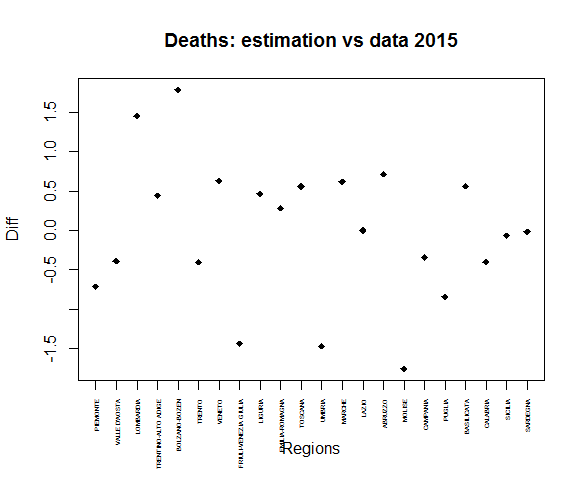 Deaths: estimation vs data 2015
Diff
1.5
1.0
0.5
0.0
-0.5
-1.5
PIEMONTE
VALLE D'AOSTA
LOMBARDIA
TRENTINO-ALTO ADIGE
BOLZANO-BOZEN
TRENTO
VENETO
FRIULI-VENEZIA GIULIA
LIGURIA
EMILIA-ROMAGNA
TOSCANA
UMBRIA
MARCHE
LAZIO
ABRUZZO
MOLISE
CAMPANIA
PUGLIA
BASILICATA
CALABRIA
SICILIA
SARDEGNA
Regions